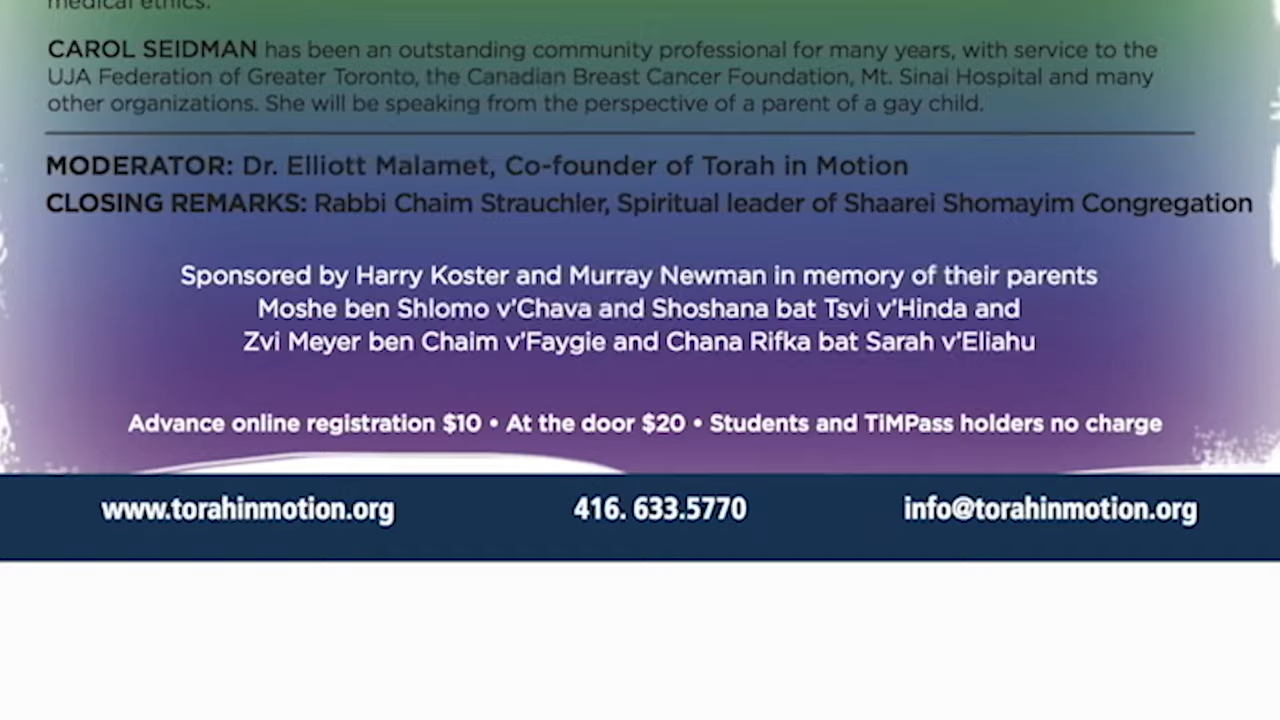 medical ethics.
CAROL SEIDMAN has been an outstanding community professional for many years, with service to the
UJA Federation of Greater Toronto, the Canadian Breast Cancer Foundation, Mt. Sinai Hospital and many
other organizations. She will be speaking from the perspective of a parent of a gay child.
MODERATOR: Dr. Elliott Malamet, Co-founder of Torah in Motion
CLOSING REMARKS: Rabbi Chaim Strauchler, Spiritual leader of Shaarei Shomayim Congregation
Sponsored by Harry Koster and Murray Newman in memory of their parents
Moshe ben Shlomo v’Chava and Shoshana bat Tsvi v’Hinda and
Zvi Meyer ben Chaim v’Faygie and Chana Rifka bat Sarah v’Eliahu
Advance online registration $10 • At the door $20 • Students and TiMPass holders no charge
www.torahinmotion.org 416. 633.5770 info@torahinmotion.org